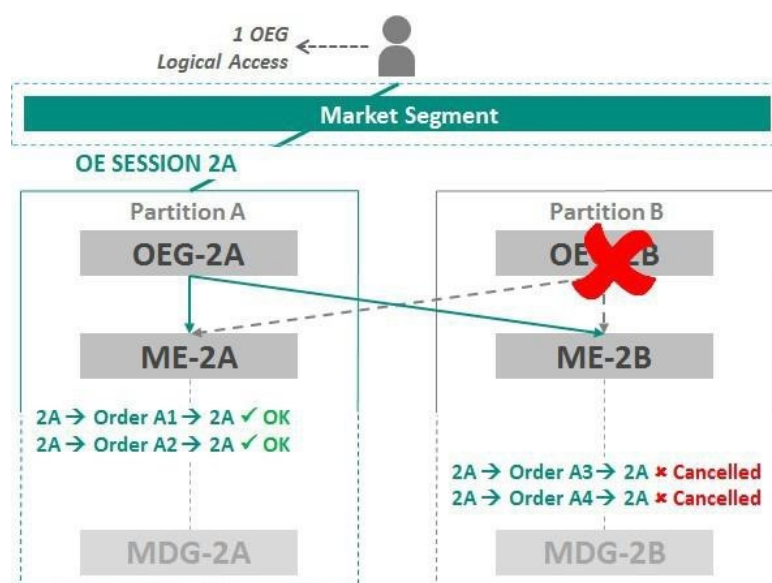 1 OEG
Logical Access
Market Segment
OE SESSION 2A
Partition A
Partition B
OEG-2A
ME-2A
ME-2B
2A → Order A1 → 2A ✓ OK
2A → Order A2 → 2A ✓ OK
2A → Order A3 → 2A ✖ Cancelled
2A → Order A4 → 2A ✖ Cancelled
MDG-2A
MDG-2B